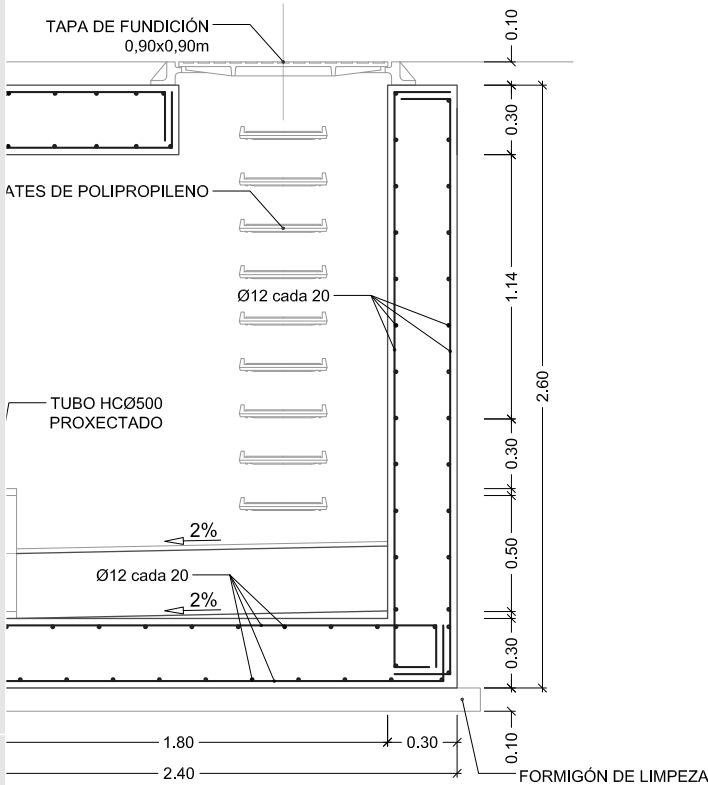 TAPA DE FUNDICIÓN
0,90x0,90m
0.10
0.30
ATES DE POLIPROPILENO
1.14
Ø12 cada 20
2.60
TUBO HCØ500
PROXECTADO
0.30
2%
0.50
Ø12 cada 20
2%
0.30
1.80
0.30
0.10
2.40
FORMIGÓN DE LIMPEZA